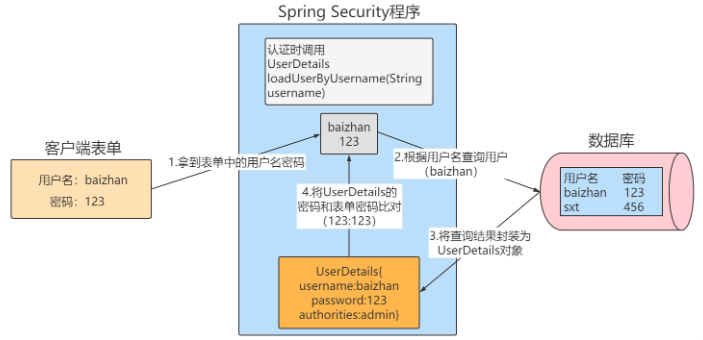 Spring Security程序
认证时调用
UserDetails
loadUserByUsername(String
username)
客户端表单
用户名：baizhan
密码：123
1.拿到表单中的用户名密码
baizhan
123
2.根据用户名查询用户
（baizhan）
数据库
用户名 密码
baizhan 123
sxt 456
3.将查询结果封装为
UserDetails对象
4.将UserDetails的
密码和表单密码比对
（123:123）
UserDetails{
username:baizhan
password:123
authorities:admin}